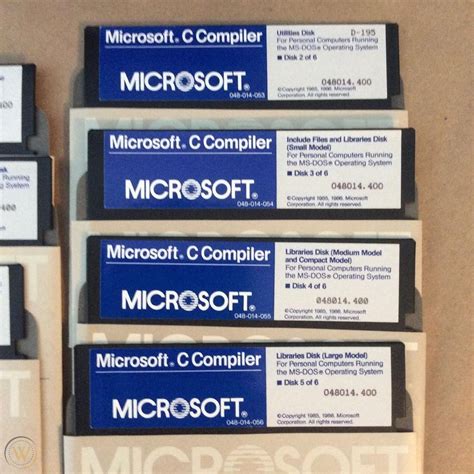 Microsoft® C Compiler
MICROSOFT®
048-014-053
Utilities Disk D-195
For Personal Computers Running
the MS-DOS® Operating System
■ Disk 2 of 6
048014.400
©Copyright 1985, 1986, Microsoft
Corporation. All rights reserved.
Microsoft® C Compiler
MICROSOFT®
048-014-054
Include Files and Libraries Disk
(Small Model)
For Personal Computers Running
the MS-DOS® Operating System
■ Disk 3 of 6
048014.400
©Copyright 1985, 1986, Microsoft
Corporation. All rights reserved.
Microsoft® C Compiler
MICROSOFT®
048-014-055
Libraries Disk (Medium Model
and Compact Model)
For Personal Computers Running
the MS-DOS® Operating System
■ Disk 4 of 6
048014.400
©Copyright 1985, 1986, Microsoft
Corporation. All rights reserved.
Microsoft® C Compiler
MICROSOFT®
048-014-056
Libraries Disk (Large Model)
For Personal Computers Running
the MS-DOS® Operating System
■ Disk 5 of 6
048014.400
©Copyright 1985, 1986, Microsoft
Corporation. All rights reserved.
MICROSOFT